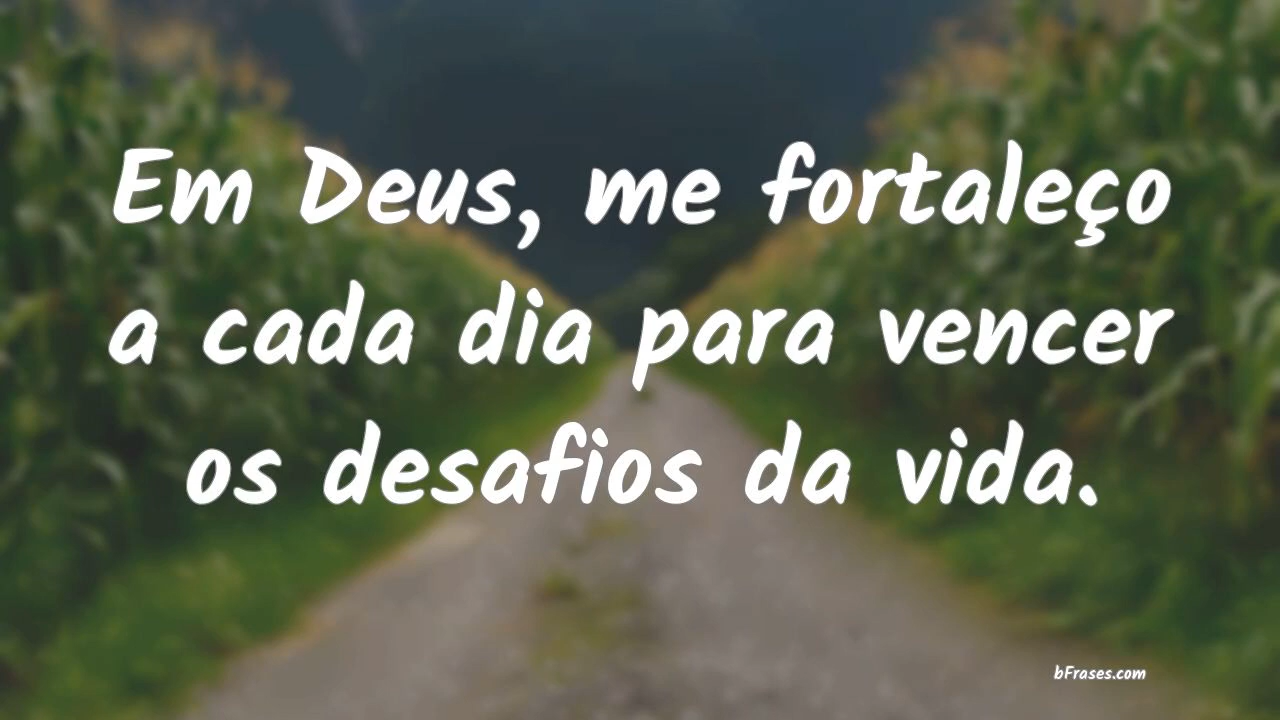 Em Deus, me fortaleço
a cada dia para vencer
os desafios da vida.
bFrases.com